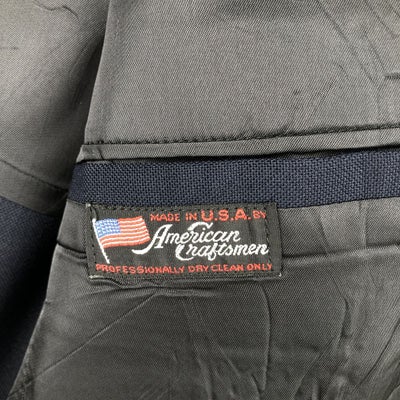 MADE IN U.S.A. BY
American
Craftsmen
PROFESSIONALLY DRY CLEAN ONLY